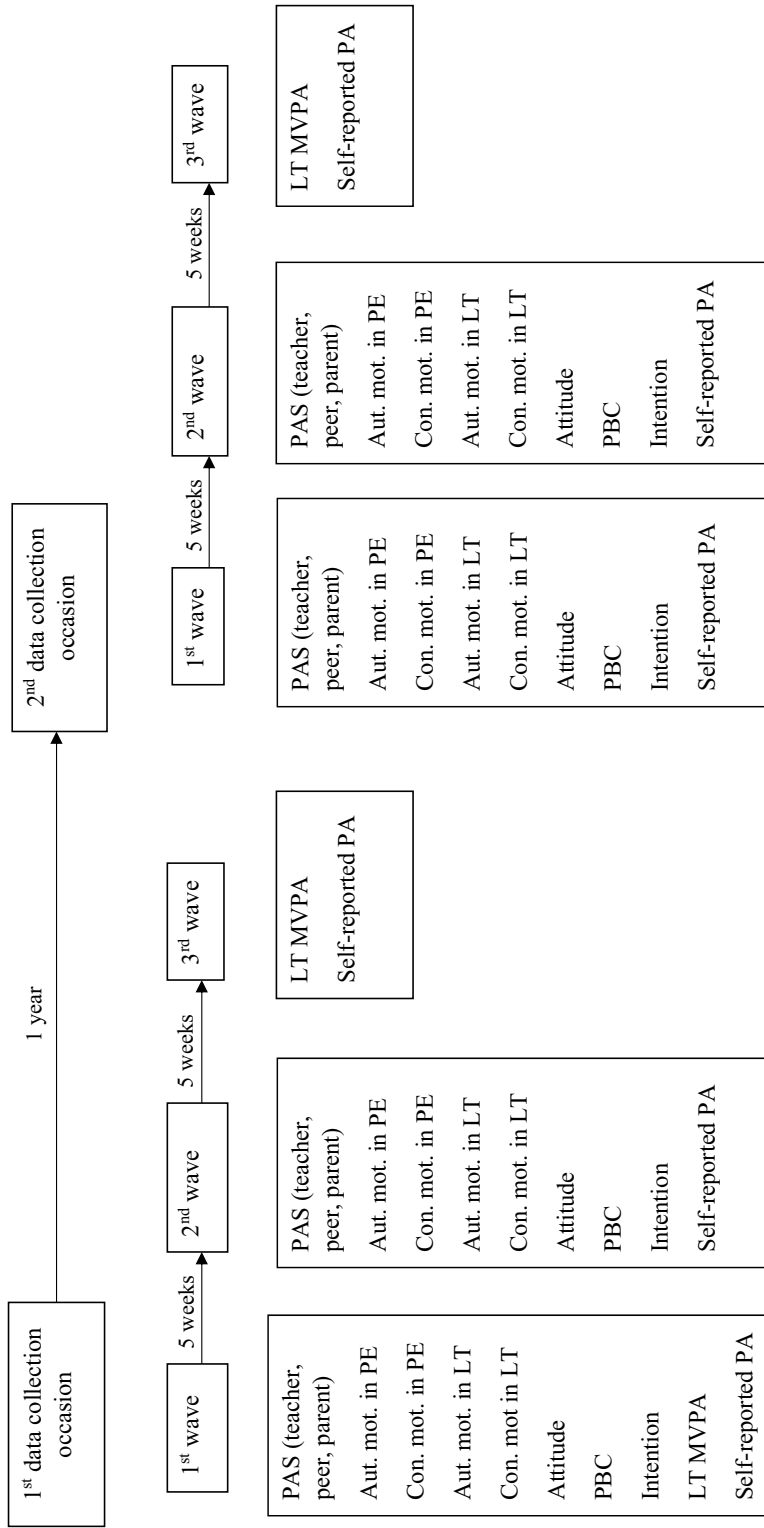 1st data collection
occasion
1 year
2nd data collection
occasion
1st wave
5 weeks
2nd wave
5 weeks
3rd wave
1st wave
5 weeks
2nd wave
5 weeks
3rd wave
PAS (teacher,
peer, parent)
Aut. mot. in PE
Con. mot. in PE
Aut. mot. in LT
Con. mot in LT
Attitude
PBC
Intention
LT MVPA
Self-reported PA
PAS (teacher,
peer, parent)
Aut. mot. in PE
Con. mot. in PE
Aut. mot. in LT
Con. mot. in LT
Attitude
PBC
Intention
Self-reported PA
LT MVPA
Self-reported PA
PAS (teacher,
peer, parent)
Aut. mot. in PE
Con. mot. in PE
Aut. mot. in LT
Con. mot. in LT
Attitude
PBC
Intention
Self-reported PA
PAS (teacher,
peer, parent)
Aut. mot. in PE
Con. mot. in PE
Aut. mot. in LT
Con. mot. in LT
Attitude
PBC
Intention
Self-reported PA
LT MVPA
Self-reported PA